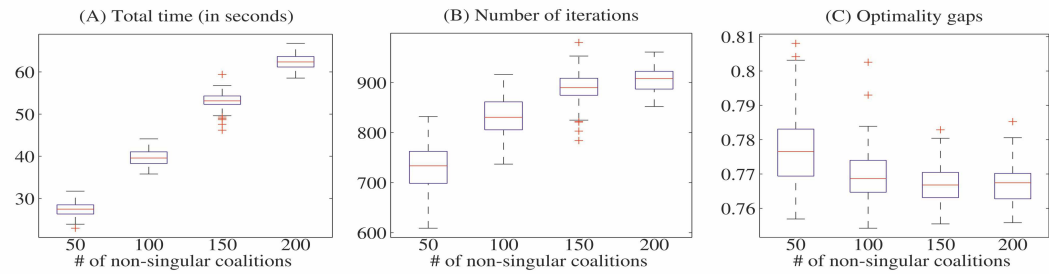 (A) Total time (in seconds)
60
50
40
30
50 100 150 200
# of non-singular coalitions
(B) Number of iterations
900
800
700
600
50 100 150 200
# of non-singular coalitions
(C) Optimality gaps
0.81
0.8
0.79
0.78
0.77
0.76
50 100 150 200
# of non-singular coalitions